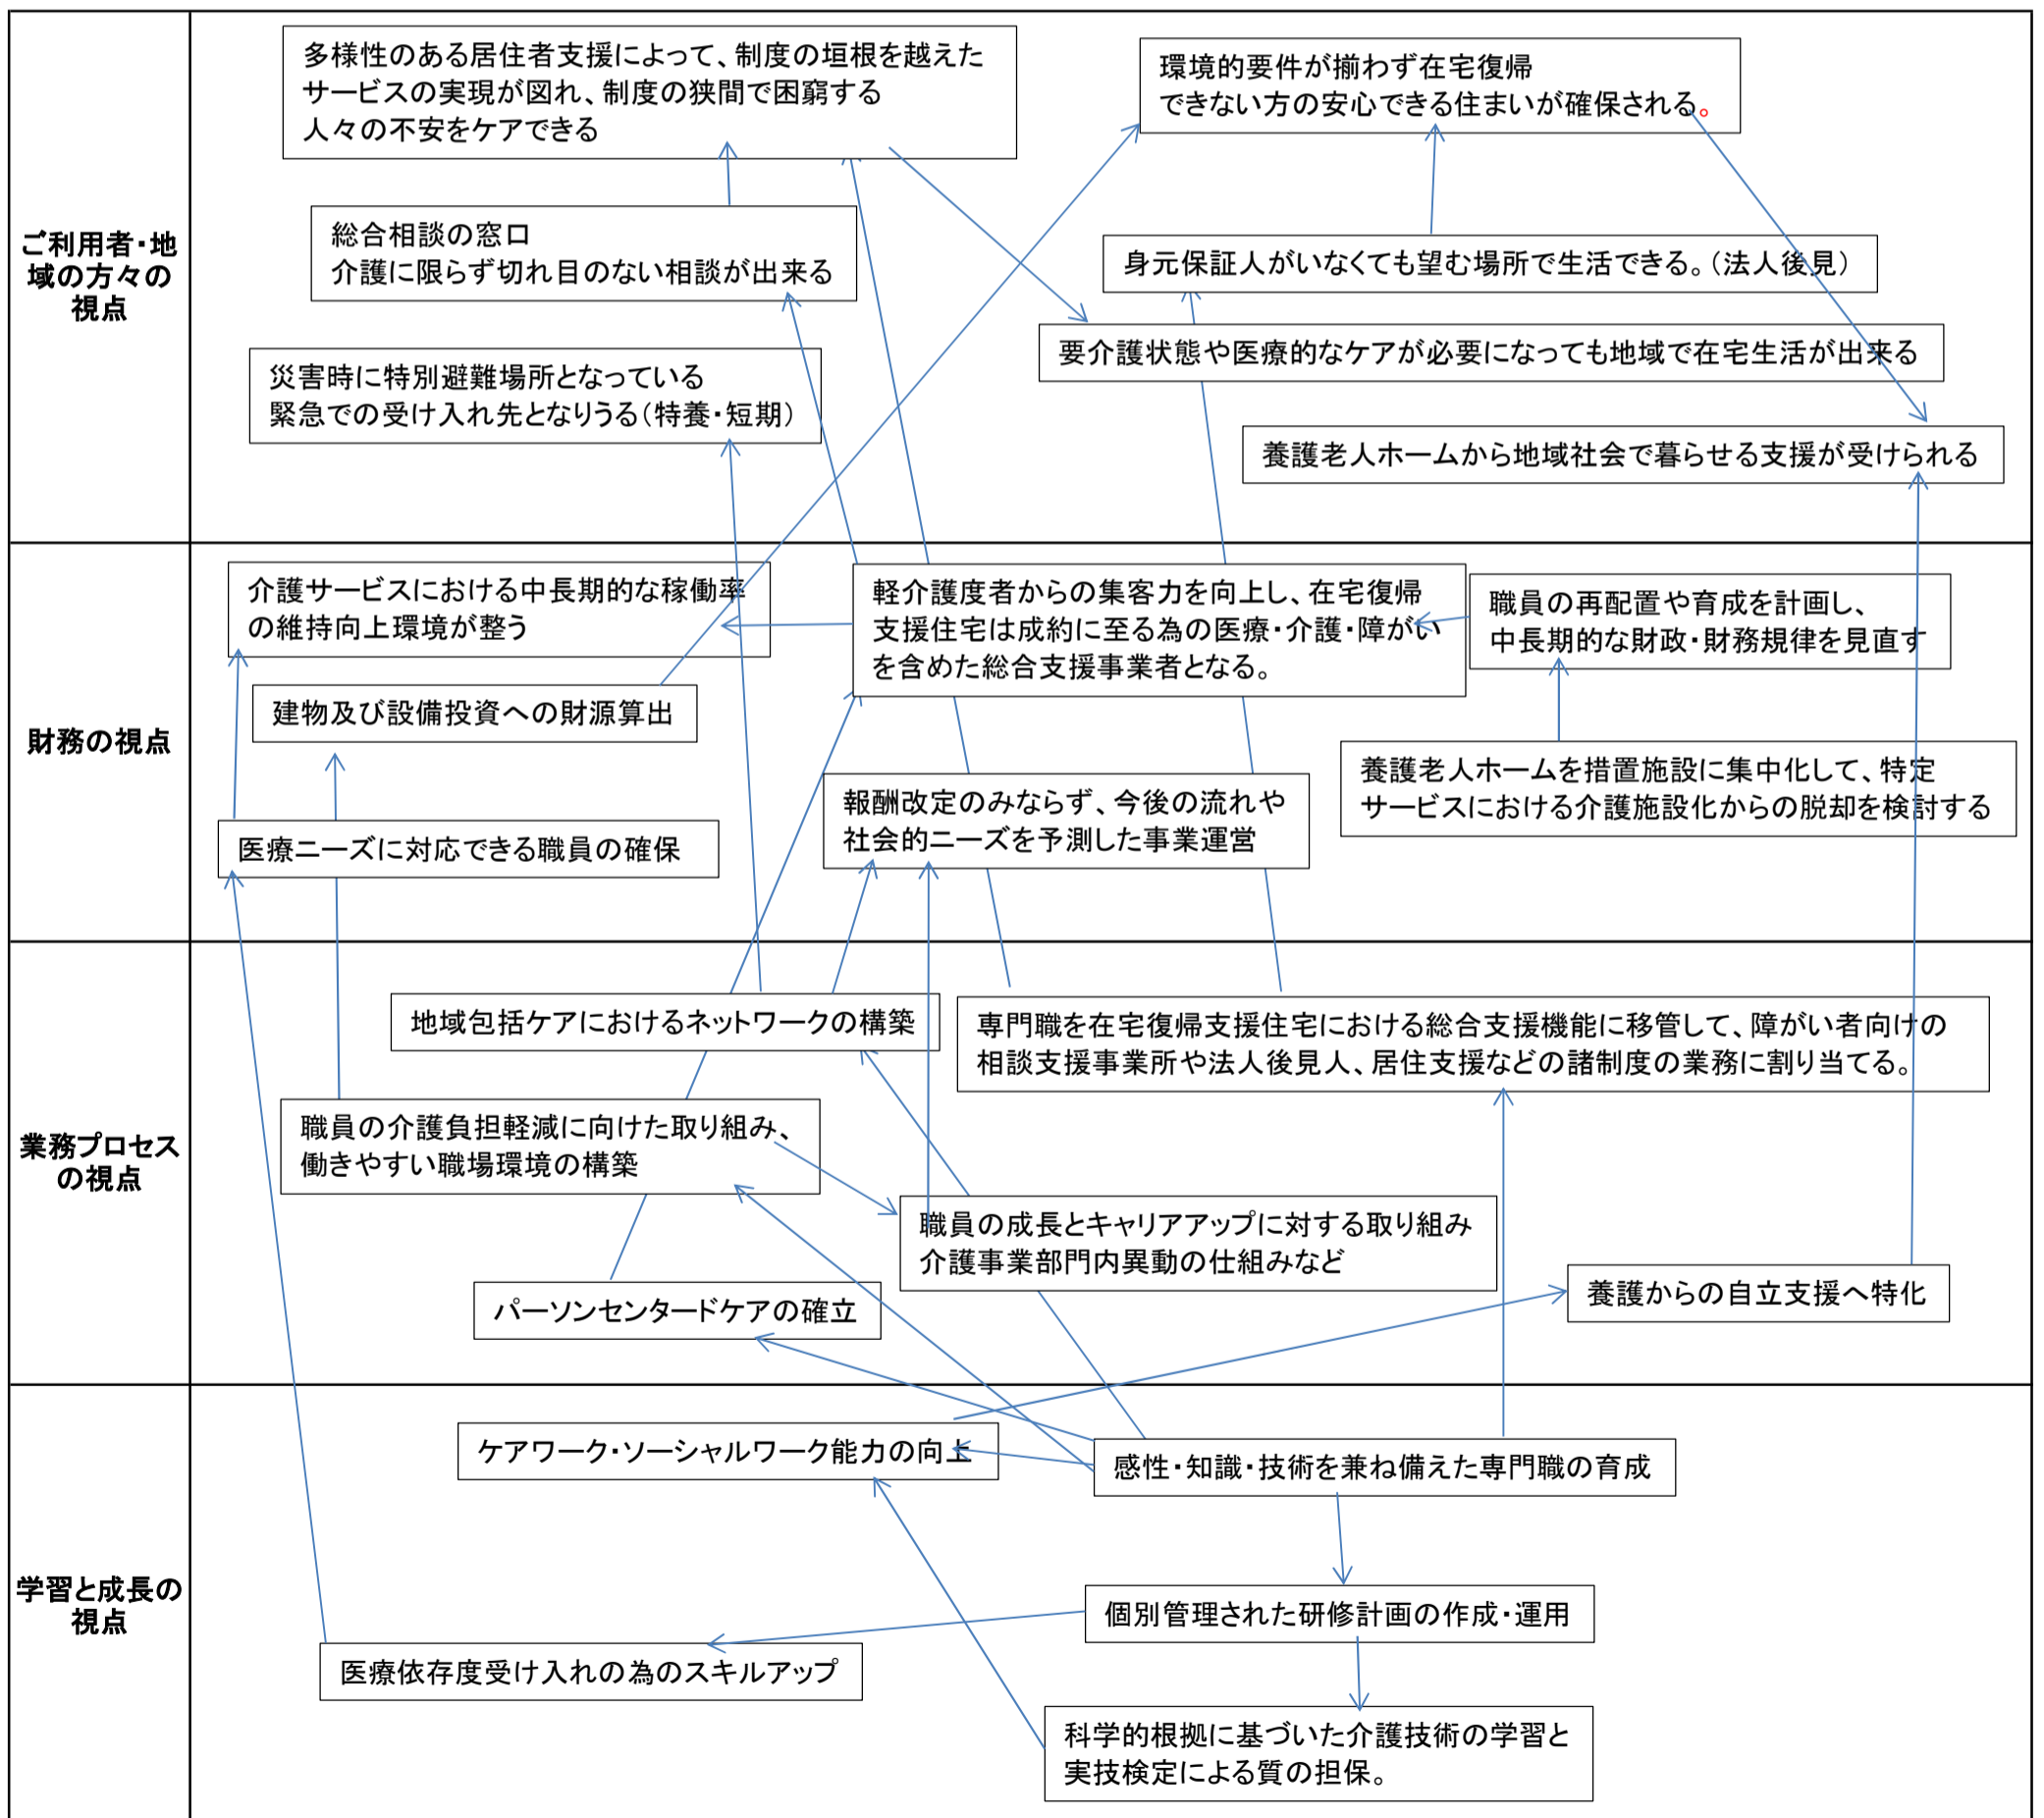 ご利用者・地
域の方々の
視点
多様性のある居住者支援によって、制度の垣根を越えた
サービスの実現が図れ、制度の狭間で困窮する
人々の不安をケアできる
環境的要件が揃わず在宅復帰
できない方の安心できる住まいが確保される。
総合相談の窓口
介護に限らず切れ目のない相談が出来る
身元保証人がいなくても望む場所で生活できる。（法人後見）
要介護状態や医療的なケアが必要になっても地域で在宅生活が出来る
災害時に特別避難場所となっている
緊急での受け入れ先となりうる（特養・短期）
養護老人ホームから地域社会で暮らせる支援が受けられる
財務の視点
介護サービスにおける中長期的な稼働率
の維持向上環境が整う
軽介護度者からの集客力を向上し、在宅復帰
支援住宅は成約に至る為の医療・介護・障がい
を含めた総合支援事業者となる。
職員の再配置や育成を計画し、
中長期的な財政・財務規律を見直す
建物及び設備投資への財源算出
養護老人ホームを措置施設に集中化して、特定
サービスにおける介護施設化からの脱却を検討する
報酬改定のみならず、今後の流れや
社会的ニーズを予測した事業運営
医療ニーズに対応できる職員の確保
業務プロセス
の視点
地域包括ケアにおけるネットワークの構築
専門職を在宅復帰支援住宅における総合支援機能に移管して、障がい者向けの
相談支援事業所や法人後見人、居住支援などの諸制度の業務に割り当てる。
職員の介護負担軽減に向けた取り組み、
働きやすい職場環境の構築
職員の成長とキャリアアップに対する取り組み
介護事業部門内異動の仕組みなど
養護からの自立支援へ特化
パーソンセンタードケアの確立
学習と成長の
視点
ケアワーク・ソーシャルワーク能力の向上
感性・知識・技術を兼ね備えた専門職の育成
個別管理された研修計画の作成・運用
医療依存度受け入れの為のスキルアップ
科学的根拠に基づいた介護技術の学習と
実技検定による質の担保。